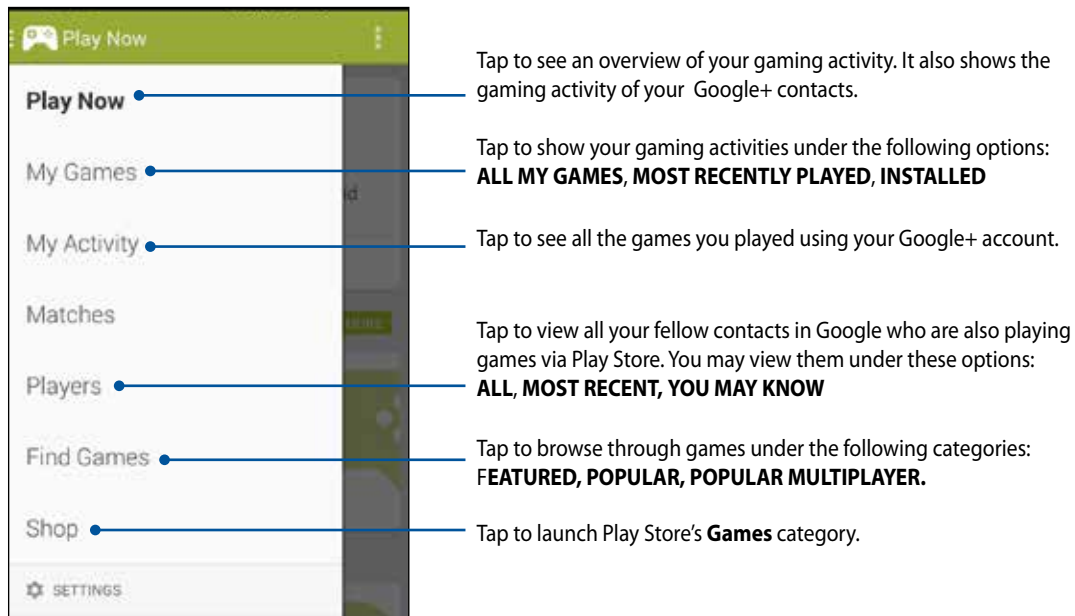 Play Now
Play Now
My Games
My Activity
Matches
Players
Find Games
Shop
SETTINGS
Tap to see an overview of your gaming activity. It also shows the
gaming activity of your Google+ contacts.
Tap to show your gaming activities under the following options:
ALL MY GAMES, MOST RECENTLY PLAYED, INSTALLED
Tap to see all the games you played using your Google+ account.
Tap to view all your fellow contacts in Google who are also playing
games via Play Store. You may view them under these options:
ALL, MOST RECENT, YOU MAY KNOW
Tap to browse through games under the following categories:
FEATURED, POPULAR, POPULAR MULTIPLAYER.
Tap to launch Play Store’s Games category.